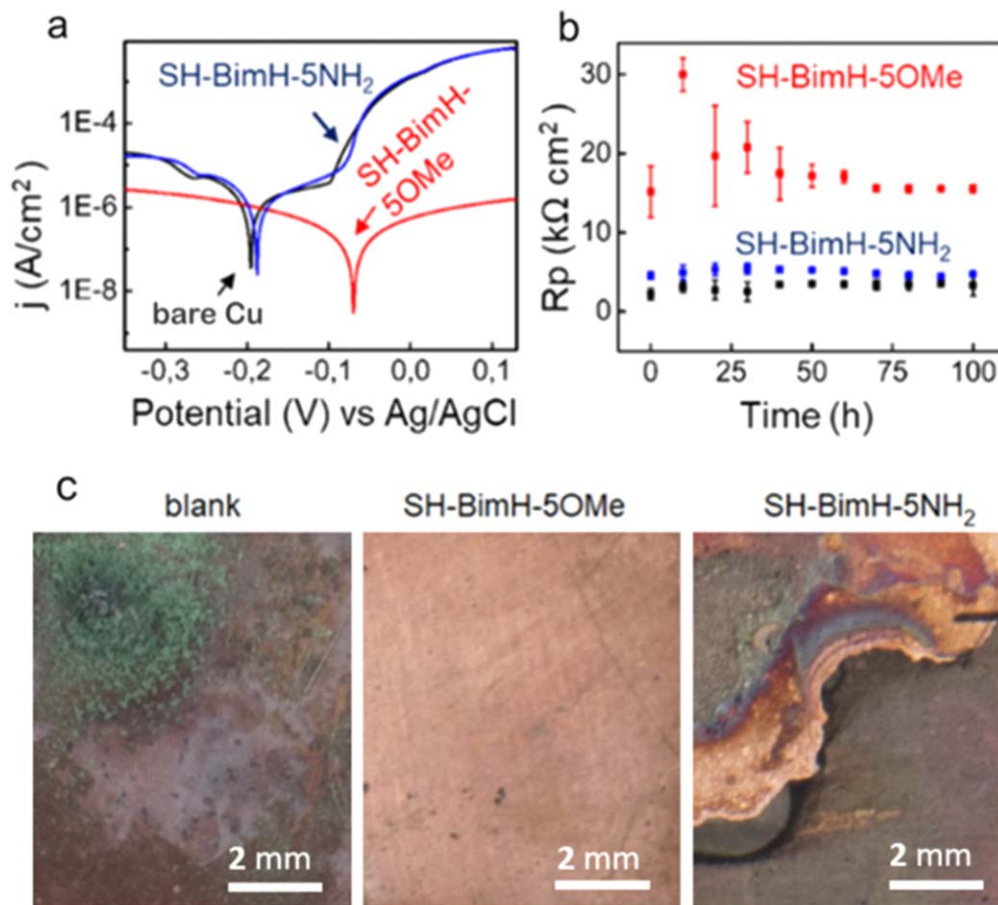 a
SH-BimH-5NH₂
SH-BimH-
5OMe
bare Cu
1E-4
1E-6
1E-8
j (A/cm²)
-0,3 -0,2 -0,1 0,0 0,1
Potential (V) vs Ag/AgCl
b
SH-BimH-5OMe
SH-BimH-5NH₂
30
20
10
0
Rp (kΩ cm²)
0 25 50 75 100
Time (h)
c
blank SH-BimH-5OMe SH-BimH-5NH₂
2 mm 2 mm 2 mm